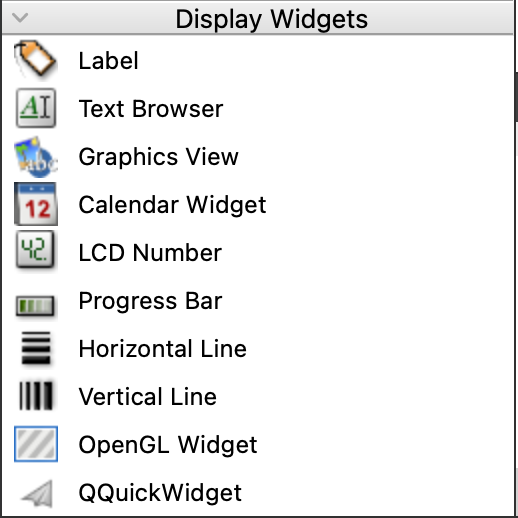 Display Widgets
Label
AI Text Browser
abc Graphics View
12 Calendar Widget
42. LCD Number
Progress Bar
Horizontal Line
Vertical Line
OpenGL Widget
QQuickWidget